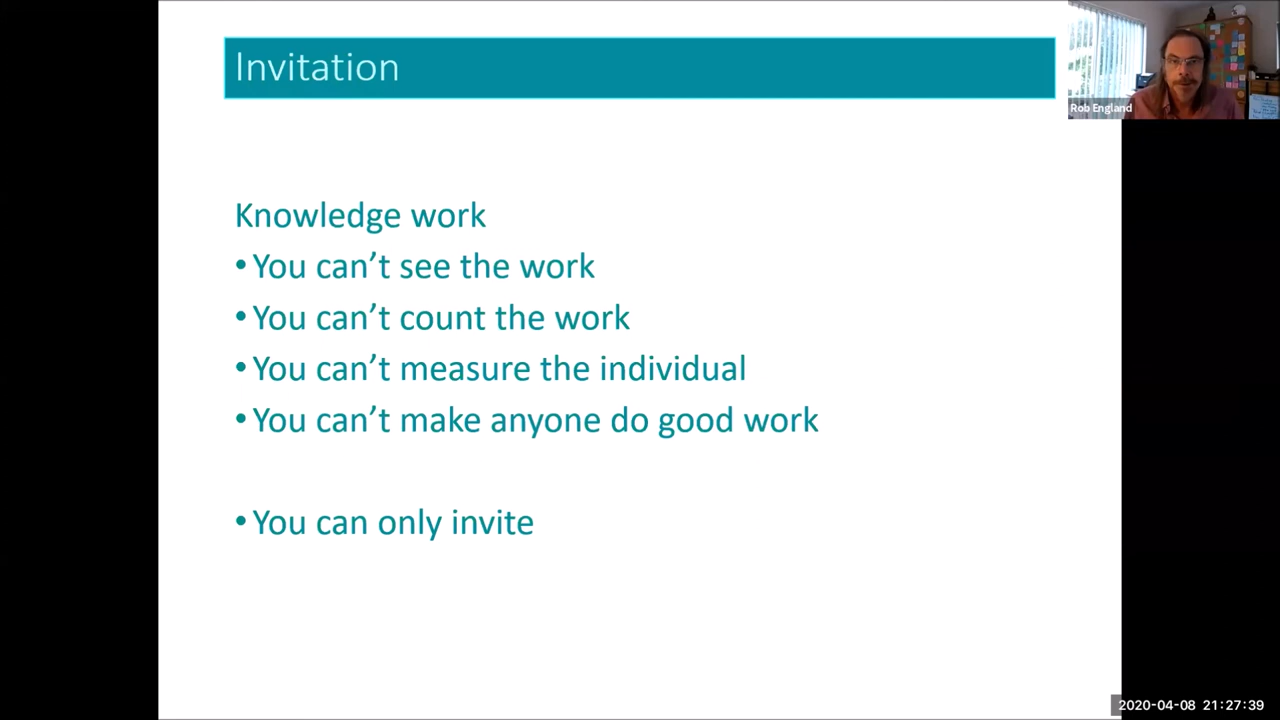 Invitation
Rob England
Knowledge work
•You can't see the work
•You can't count the work
•You can't measure the individual
•You can't make anyone do good work
•You can only invite
2020-04-08 21:27:39